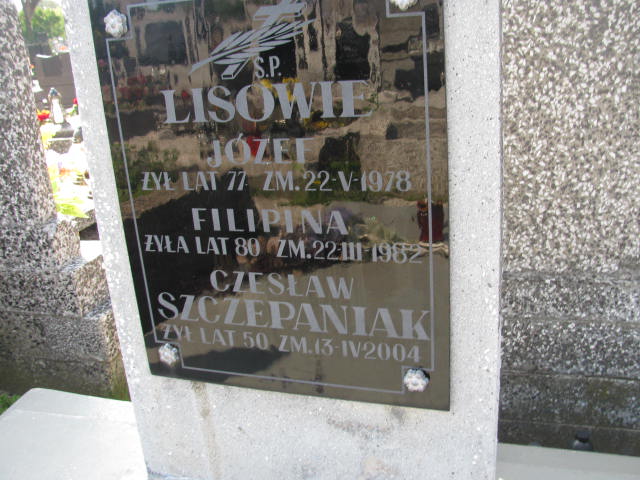 Ś.P.
LISOWIE
JÓZEF
ŻYŁ LAT 77 ZM. 22-V-1978
FILIPINA
ŻYŁA LAT 80 ZM. 22-III-1982
CZESŁAW
SZCZEPANIAK
ŻYŁ LAT 50 ZM. 13-IV 2004